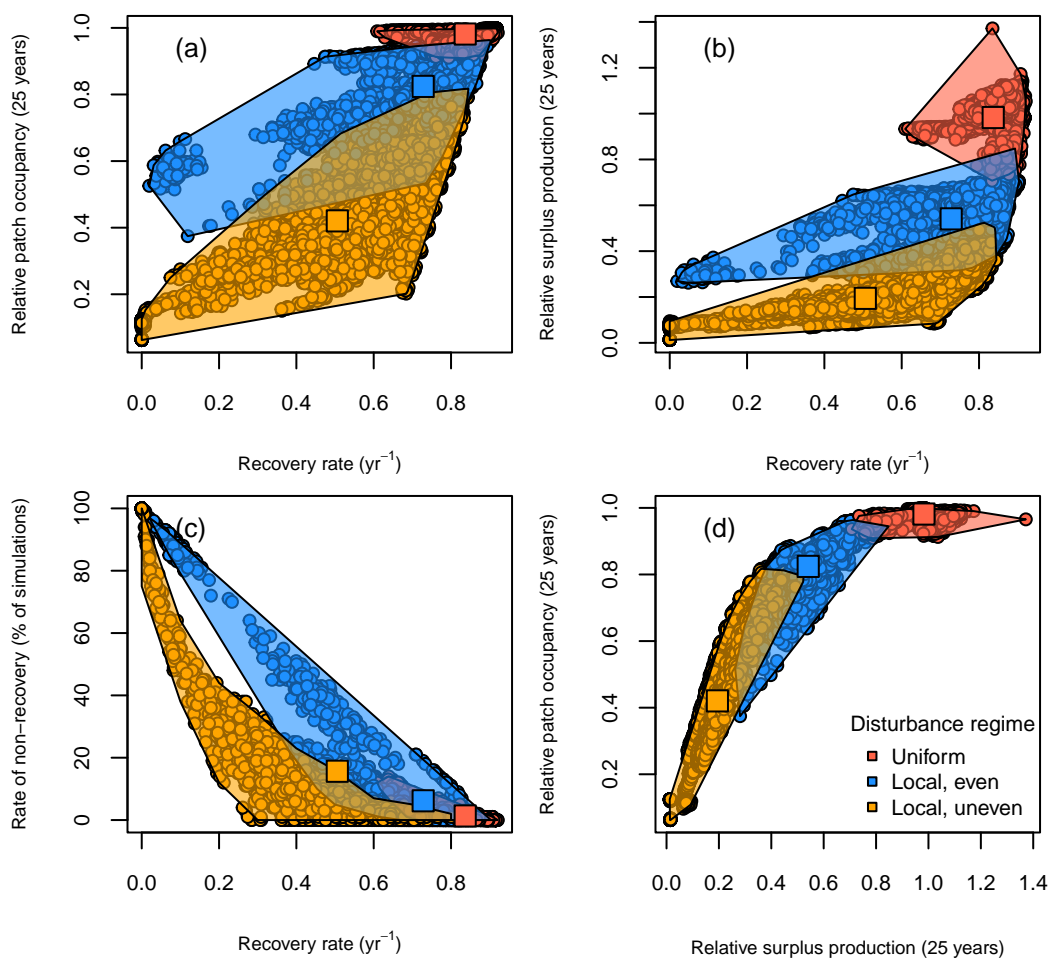 Relative patch occupancy (25 years)
1.0
0.8
0.6
0.4
0.2
(a)
0.0 0.2 0.4 0.6 0.8
Recovery rate (yr⁻¹)
Relative surplus production (25 years)
1.2
0.8
0.4
0.0
(b)
0.0 0.2 0.4 0.6 0.8
Recovery rate (yr⁻¹)
Rate of non−recovery (% of simulations)
100
80
60
40
20
0
(c)
0.0 0.2 0.4 0.6 0.8
Recovery rate (yr⁻¹)
Relative patch occupancy (25 years)
1.0
0.8
0.6
0.4
0.2
(d)
Disturbance regime
Uniform
Local, even
Local, uneven
0.0 0.2 0.4 0.6 0.8 1.0 1.2 1.4
Relative surplus production (25 years)